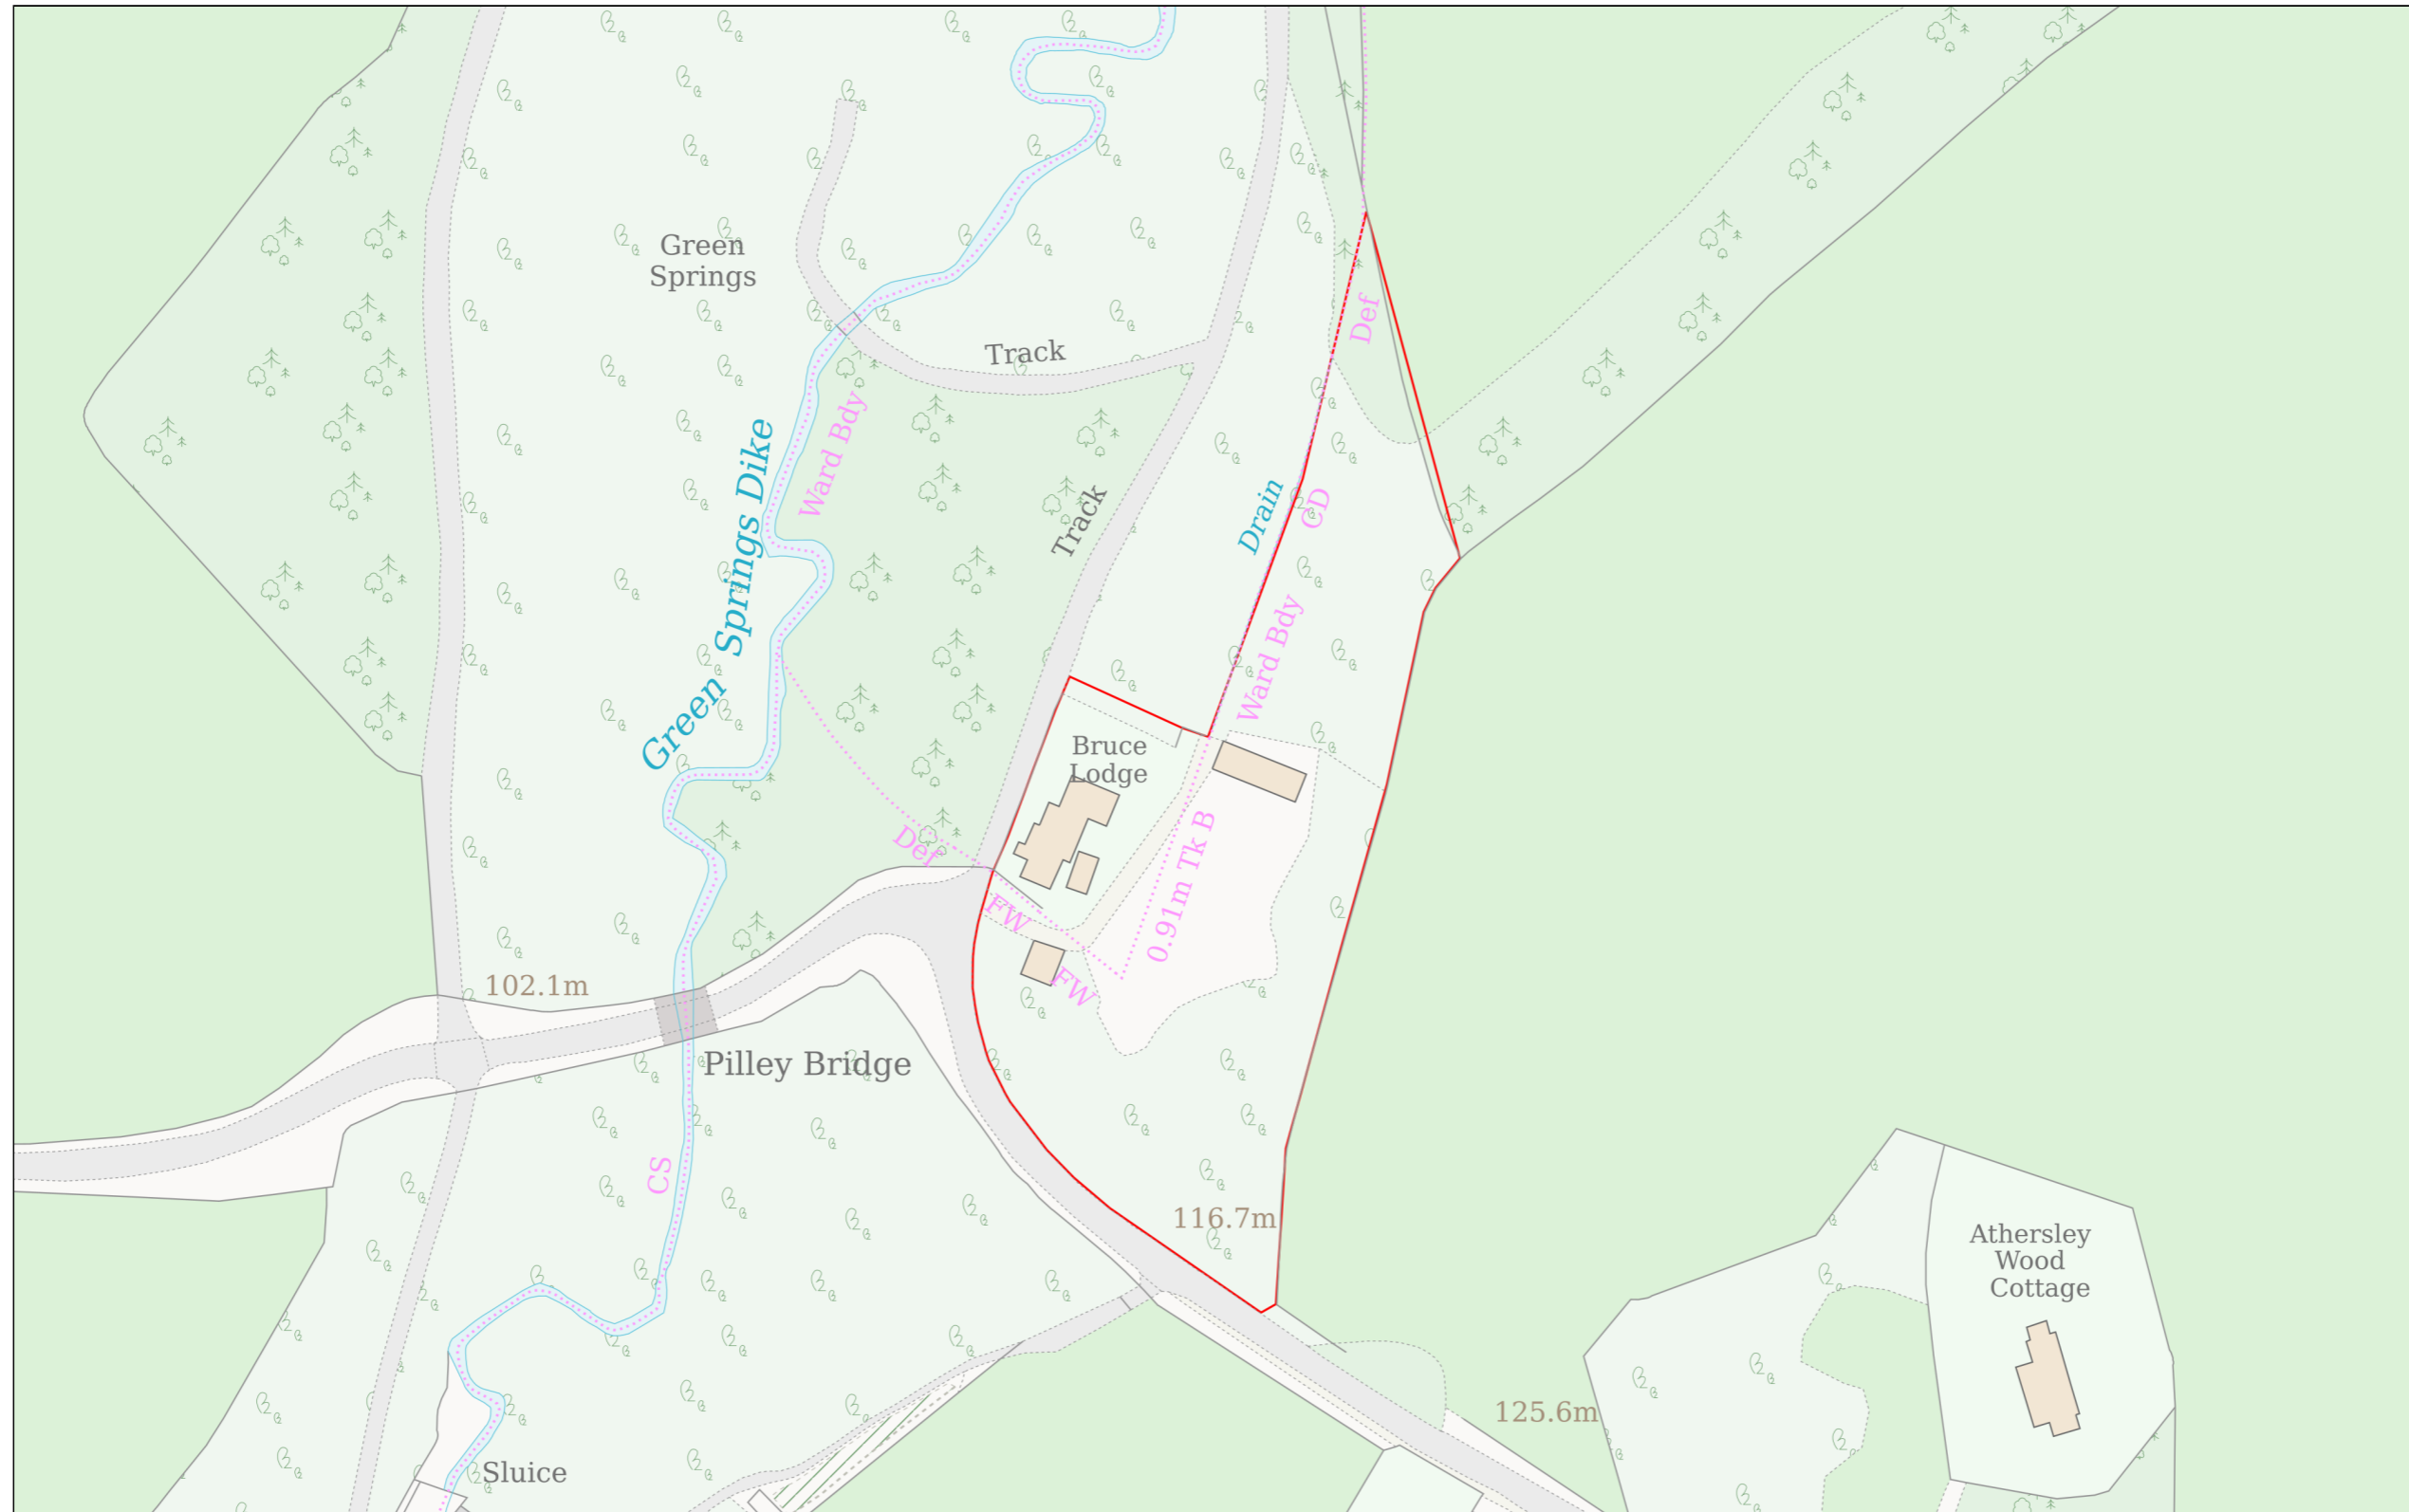 Green
Springs
Track
Def
Ward Bdy
Green Springs Dike
Track
Drain
CD
Ward Bdy
Bruce
Lodge
Def
0.91m Tk B
FW
FW
102.1m
Pilley Bridge
CS
116.7m
Athersley
Wood
Cottage
125.6m
Sluice